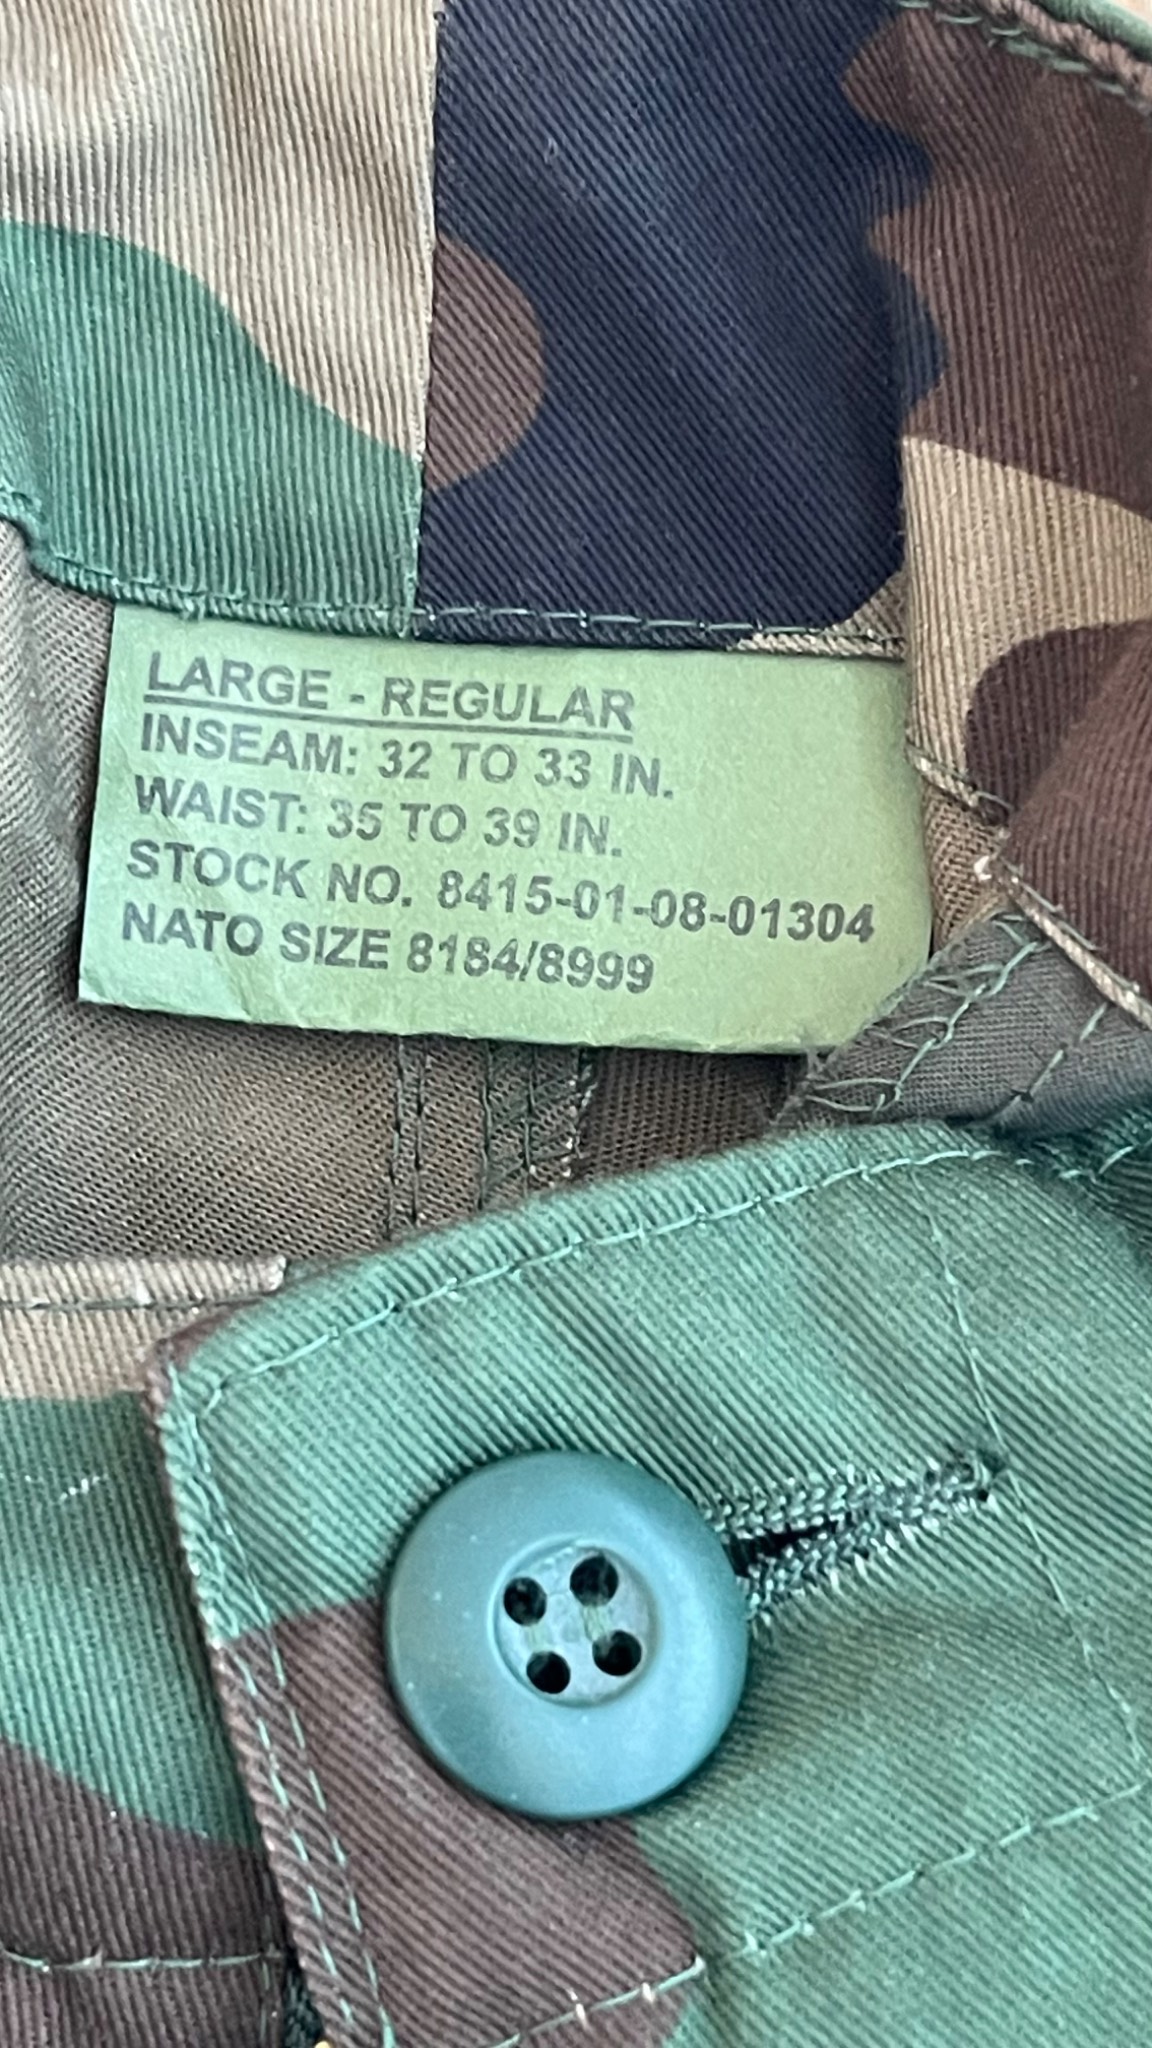 LARGE - REGULAR
INSEAM: 32 TO 33 IN.
WAIST: 35 TO 39 IN.
STOCK NO. 8415-01-08-01304
NATO SIZE 8184/8999